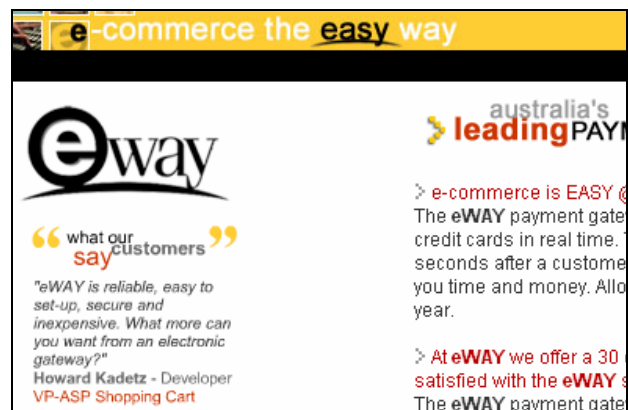 e-commerce the easy way
eway
australia's
leading PAY
what our
say customers
"eWAY is reliable, easy to
set-up, secure and
inexpensive. What more can
you want from an electronic
gateway?"
Howard Kadetz - Developer
VP-ASP Shopping Cart
> e-commerce is EASY @
The eWAY payment gate
credit cards in real time.
seconds after a custome
you time and money. Allo
year.
> At eWAY we offer a 30
satisfied with the eWAY s
The eWAY payment gate